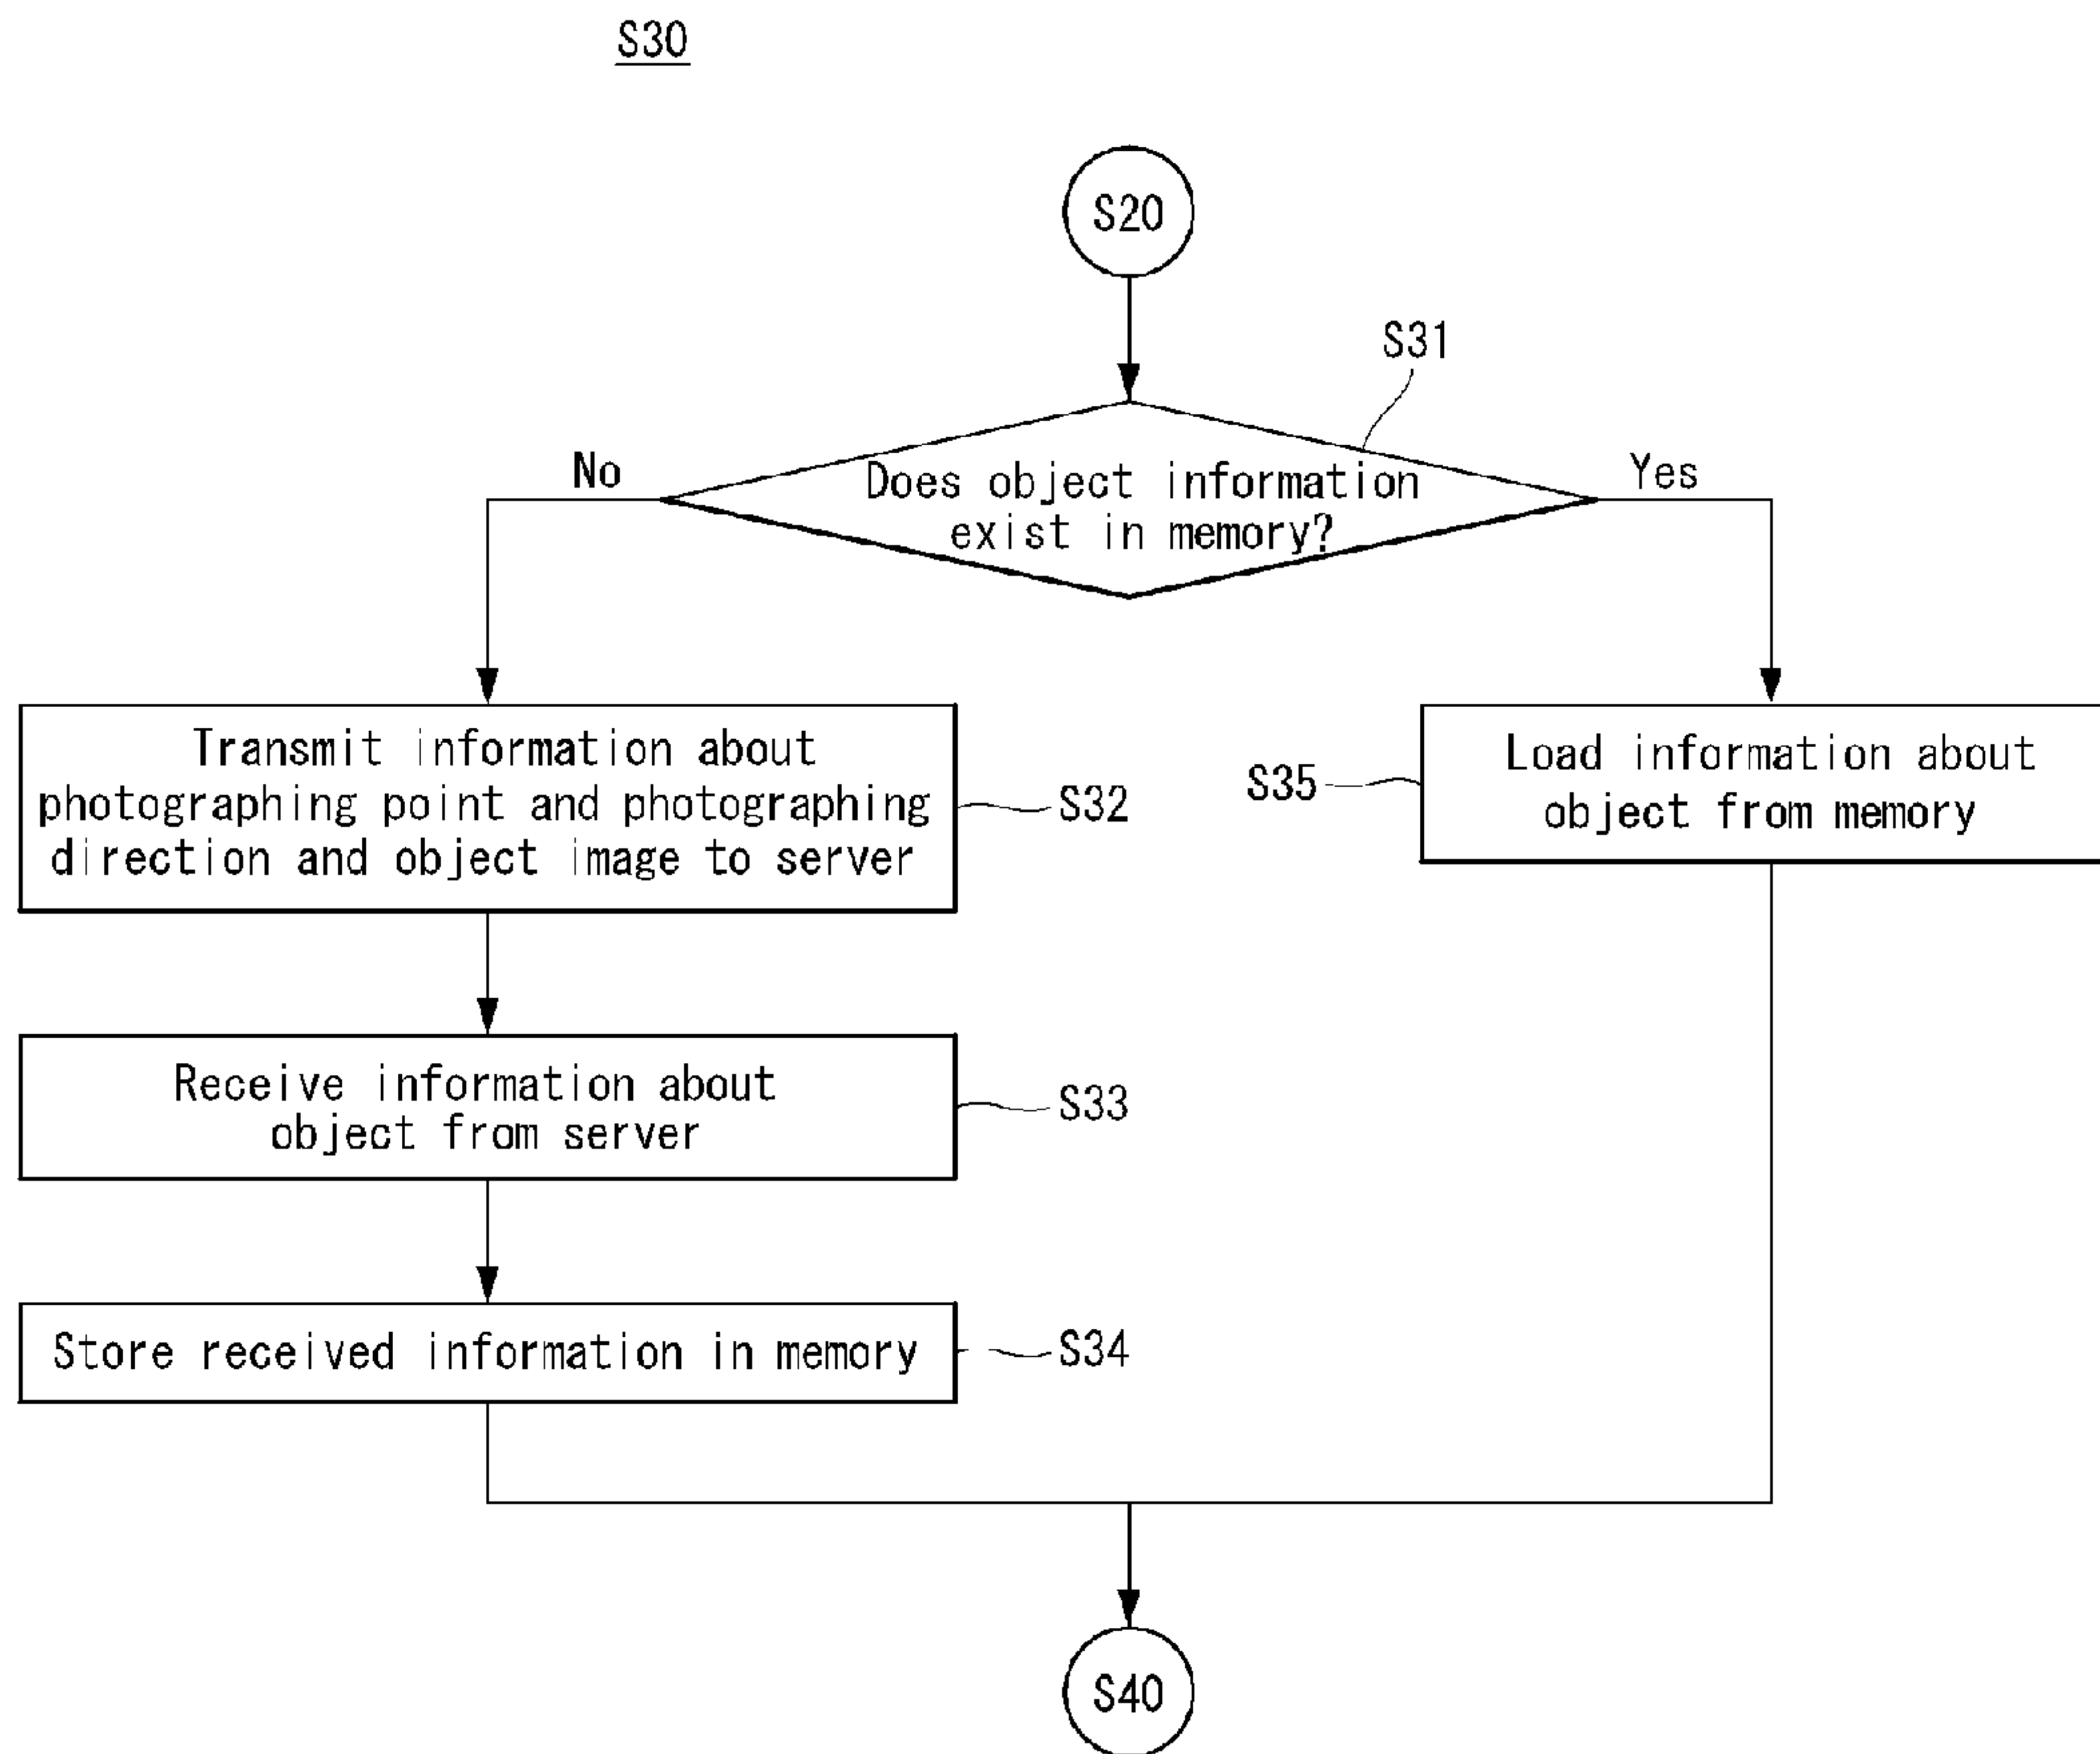 S30
S20
S31
Does object information
exist in memory?
No
Yes
Transmit information about
photographing point and photographing
direction and object image to server
S32
S35
Load information about
object from memory
Receive information about
object from server
S33
Store received information in memory
S34
S40